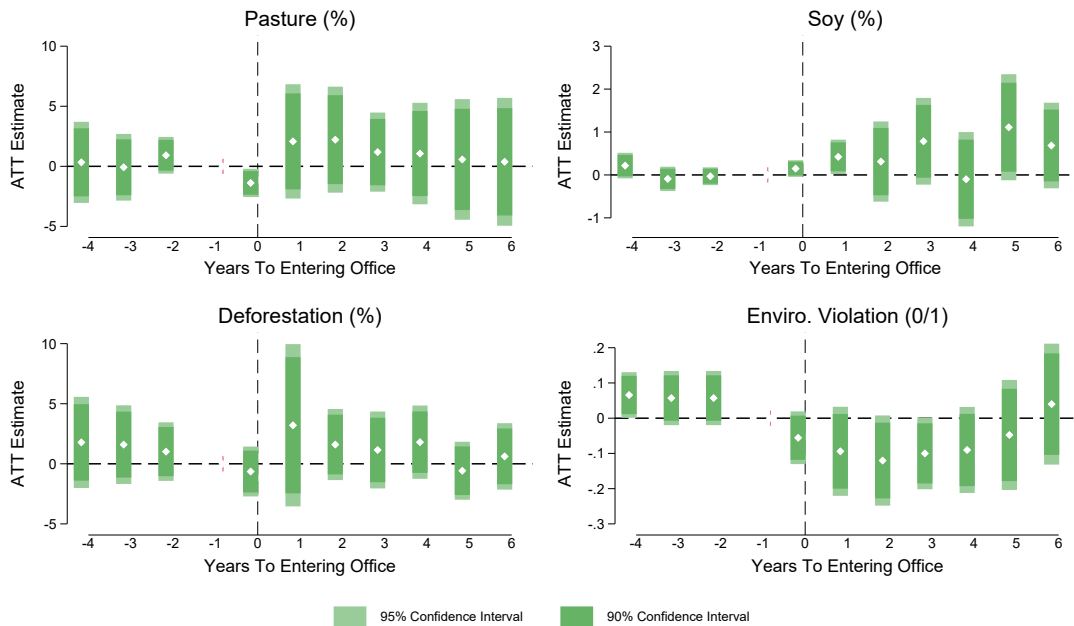 Pasture (%)
10
5
0
-5
ATT Estimate
-4 -3 -2 -1 0 1 2 3 4 5 6
Years To Entering Office
Soy (%)
3
2
1
0
-1
ATT Estimate
-4 -3 -2 -1 0 1 2 3 4 5 6
Years To Entering Office
Deforestation (%)
10
5
0
-5
ATT Estimate
-4 -3 -2 -1 0 1 2 3 4 5 6
Years To Entering Office
Enviro. Violation (0/1)
.2
.1
0
-.1
-.2
-.3
ATT Estimate
-4 -3 -2 -1 0 1 2 3 4 5 6
Years To Entering Office
95% Confidence Interval
90% Confidence Interval